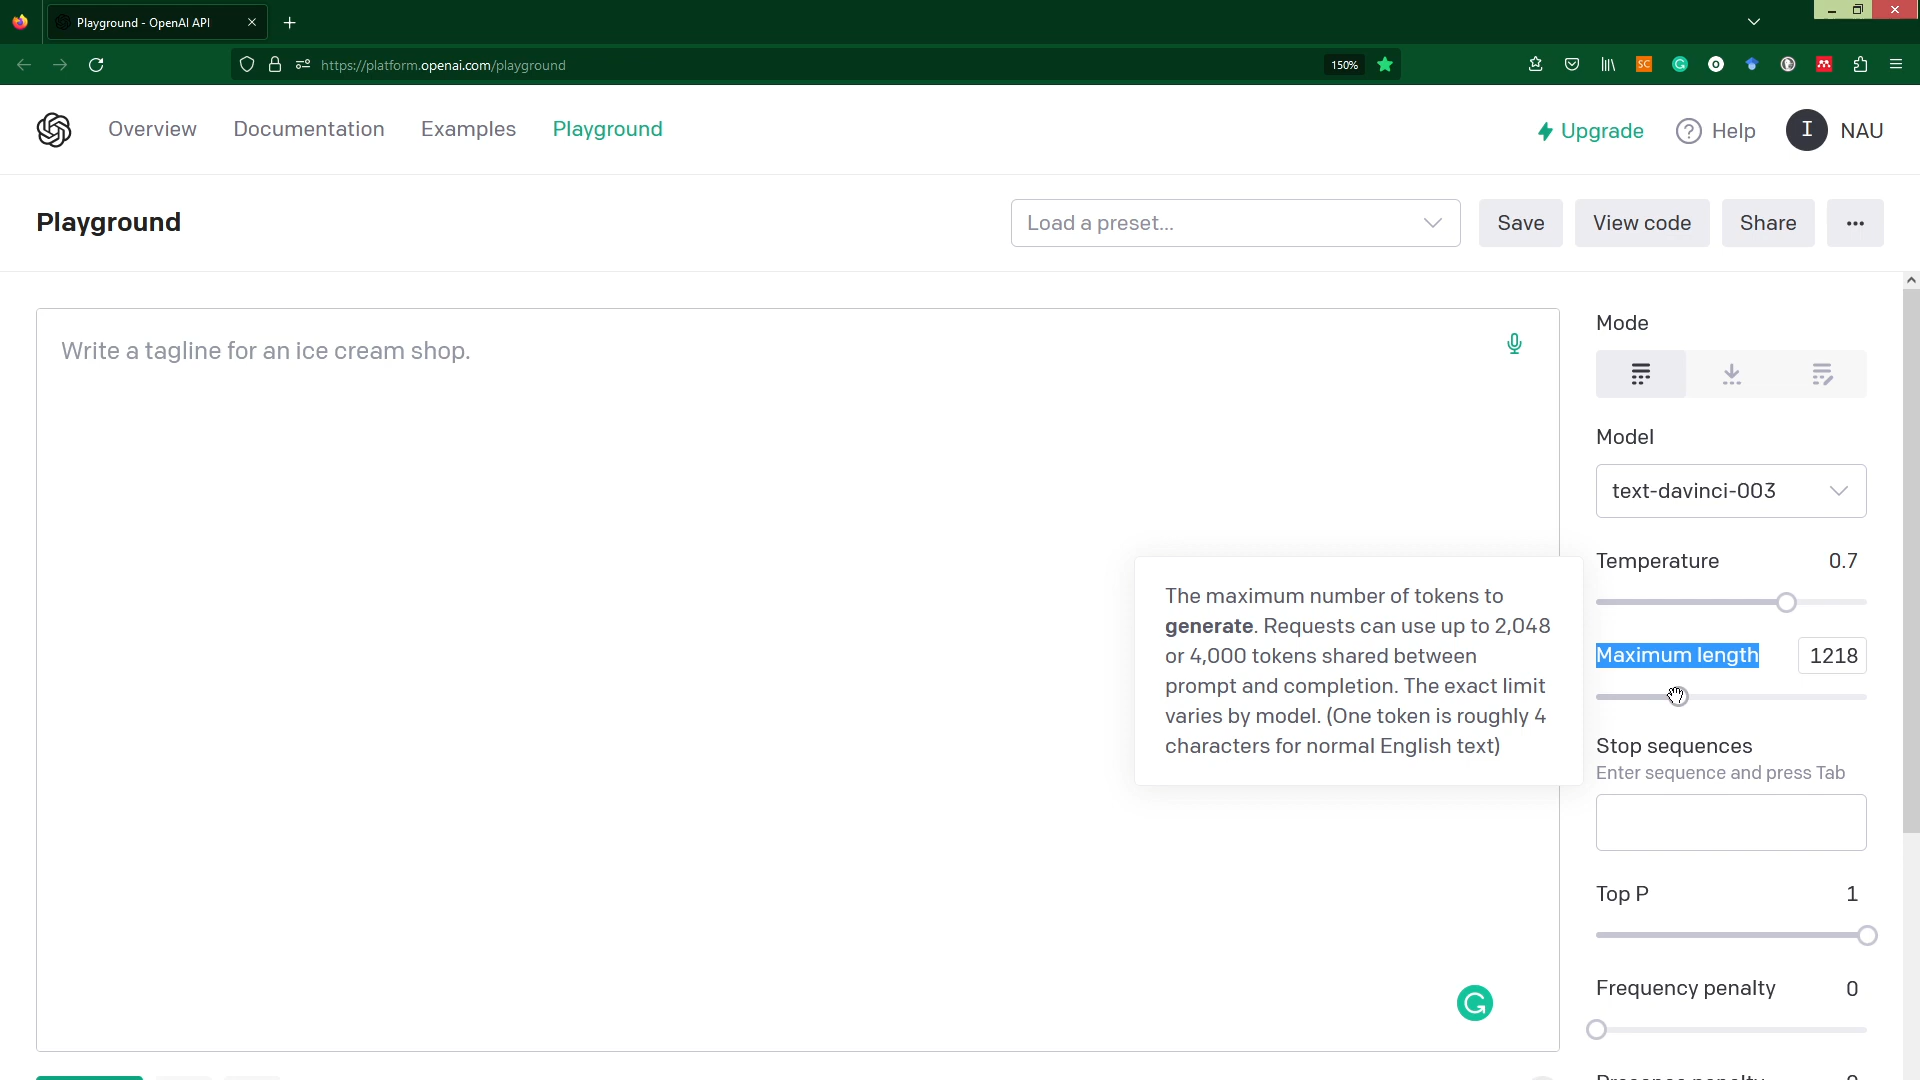 Playground - OpenAI API
https://platform.openai.com/playground
150%
SC
Overview
Documentation
Examples
Playground
Upgrade
? Help
I
NAU
Playground
Load a preset...
Save
View code
Share
Write a tagline for an ice cream shop.
Mode
Model
text-davinci-003
Temperature
0.7
The maximum number of tokens to
generate. Requests can use up to 2,048
or 4,000 tokens shared between
prompt and completion. The exact limit
varies by model. (One token is roughly 4
characters for normal English text)
Maximum length
1218
Stop sequences
Enter sequence and press Tab
Top P
1
Frequency penalty
0